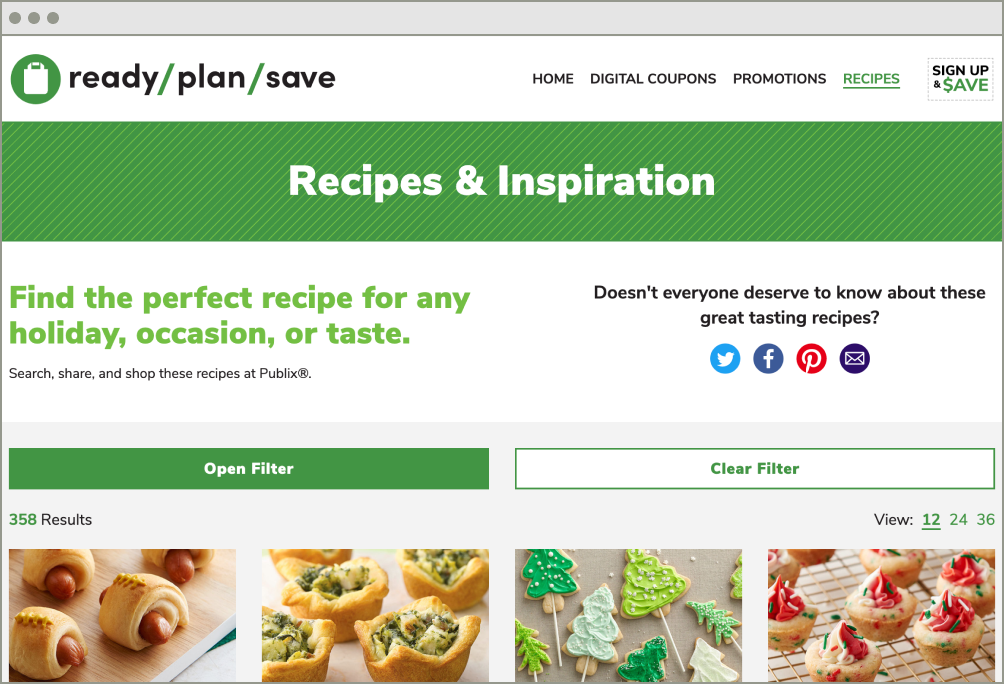 ready/plan/save
HOME DIGITAL COUPONS PROMOTIONS RECIPES
SIGN UP
& $AVE
Recipes & Inspiration
Find the perfect recipe for any
holiday, occasion, or taste.
Search, share, and shop these recipes at Publix®.
Doesn't everyone deserve to know about these
great tasting recipes?
Open Filter
Clear Filter
358 Results
View: 12 24 36